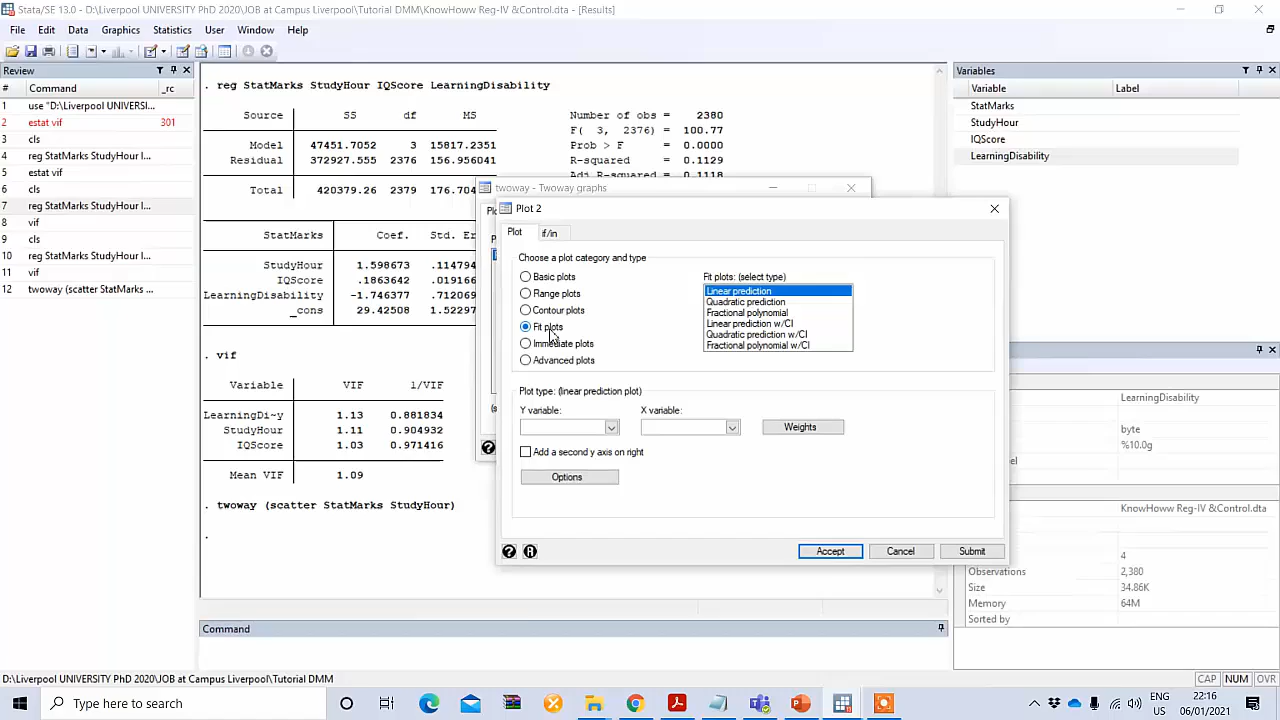 Stata/SE 13.0 - D:\Liverpool UNIVERSITY PhD 2020\JOB at Campus Liverpool\Tutorial DMM\KnowHoww Reg-IV &Control.dta - [Results]
File Edit Data Graphics Statistics User Window Help
Review
# Command _rc
1 use "D:\Liverpool UNIVERSI...
2 estat vif 301
3 cls
4 reg StatMarks StudyHour I...
5 estat vif
6 cls
7 reg StatMarks StudyHour I...
8 vif
9 cls
10 reg StatMarks StudyHour I...
11 vif
12 twoway (scatter StatMarks ...
. reg StatMarks StudyHour IQScore LearningDisability
Source SS df MS Number of obs = 2380
F( 3, 2376) = 100.77
Model 47451.7052 3 15817.2351 Prob > F = 0.0000
Residual 372927.555 2376 156.956041 R-squared = 0.1129
Adj R-squared = 0.1118
Total 420379.26 2379 176.704
StatMarks Coef. Std. Er
StudyHour 1.598673 .114794
IQScore .1863642 .019166
LearningDisability -1.746377 .712069
_cons 29.42508 1.52297
. vif
Variable VIF 1/VIF
LearningDi~y 1.13 0.881834
StudyHour 1.11 0.904932
IQScore 1.03 0.971416
Mean VIF 1.09
. twoway (scatter StatMarks StudyHour)
.
Command
twoway - Twoway graphs
Plot 2
Plot if/in
Choose a plot category and type
Basic plots
Range plots
Contour plots
Fit plots
Immediate plots
Advanced plots
Fit plots: (select type)
Linear prediction
Quadratic prediction
Fractional polynomial
Linear prediction w/CI
Quadratic prediction w/CI
Fractional polynomial w/CI
Plot type: (linear prediction plot)
Y variable: X variable:
Weights
Add a second y axis on right
Options
Accept Cancel Submit
Variables
Variable Label
StatMarks
StudyHour
IQScore
LearningDisability
LearningDisability
byte
%10.0g
KnowHoww Reg-IV &Control.dta
4
Observations 2,380
Size 34.86K
Memory 64M
Sorted by
D:\Liverpool UNIVERSITY PhD 2020\JOB at Campus Liverpool\Tutorial DMM
CAP NUM OVR
Type here to search
ENG
US
22:16
06/01/2021